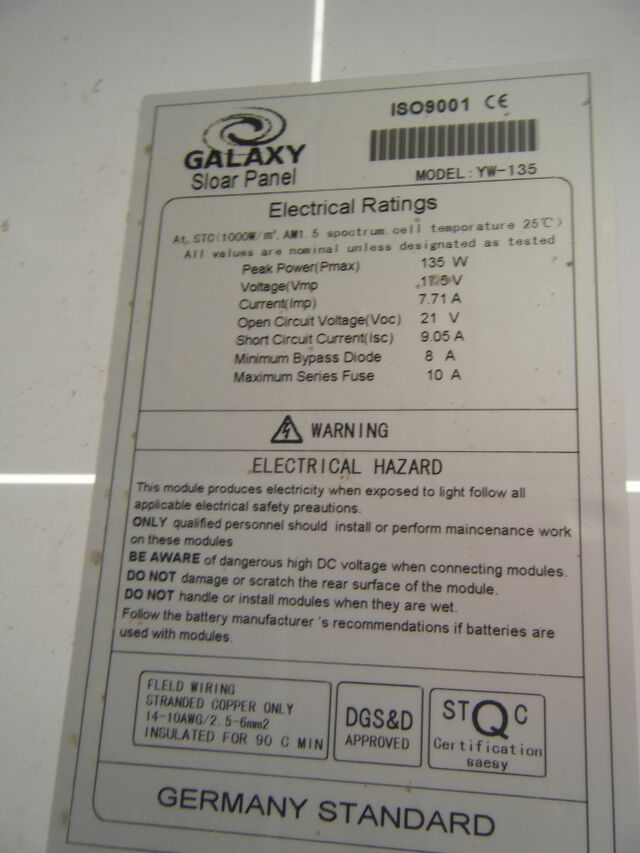 ISO9001 CE
GALAXY
Sloar Panel
MODEL:YW-135
Electrical Ratings
At, STC(1000W/m².AM1.5 spoctrum.cell temporature 25℃)
All values are nominal unless designated as tested
Peak Power(Pmax) 135 W
Voltage(Vmp 17.5 V
Current(Imp) 7.71 A
Open Circuit Voltage(Voc) 21 V
Short Circuit Current(Isc) 9.05 A
Minimum Bypass Diode 8 A
Maximum Series Fuse 10 A
WARNING
ELECTRICAL HAZARD
This module produces electricity when exposed to light follow all
applicable electrical safety preautions.
ONLY qualified personnel should install or perform maincenance work
on these modules
BE AWARE of dangerous high DC voltage when connecting modules.
DO NOT damage or scratch the rear surface of the module.
DO NOT handle or install modules when they are wet.
Follow the battery manufacturer 's recommendations if batteries are
used with modules.
FLELD WIRING
STRANDED COPPER ONLY
14-10AWG/2.5-6mm2
INSULATED FOR 90 C MIN
DGS&D
APPROVED
STQC
Certification
saesy
GERMANY STANDARD